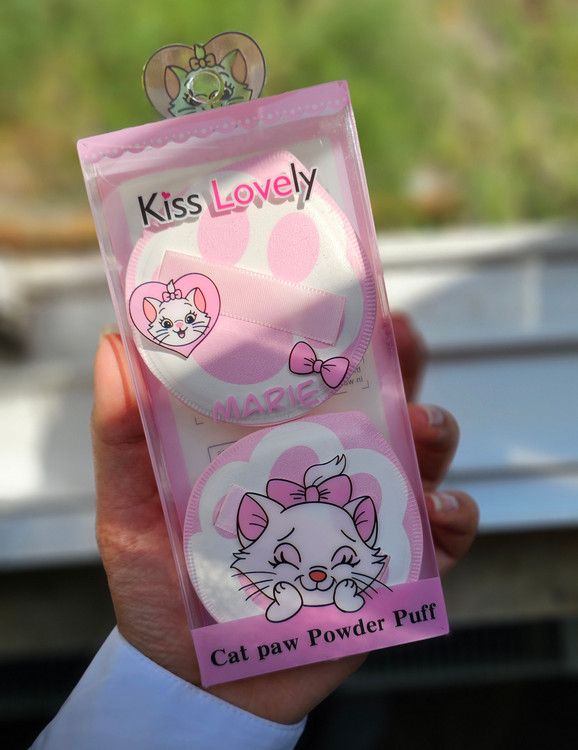 Kiss Lovely
MARIE
Cat paw Powder Puff